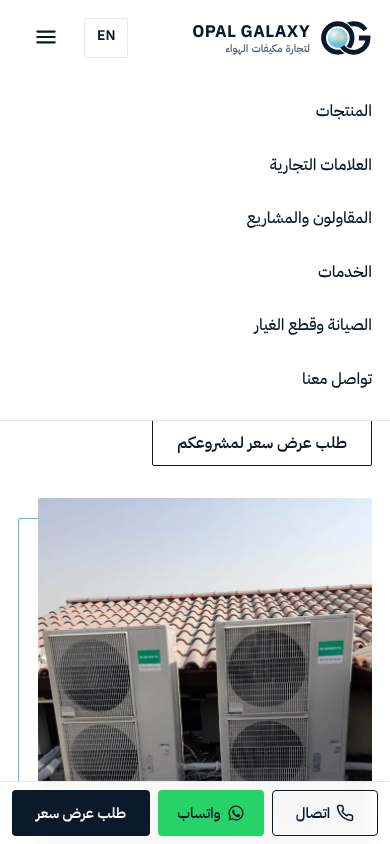 OPAL GALAXY
لتجارة مكيفات الهواء
EN
المنتجات
العلامات التجارية
المقاولون والمشاريع
الخدمات
الصيانة وقطع الغيار
تواصل معنا
طلب عرض سعر لمشروعكم
اتصال
واتساب
طلب عرض سعر